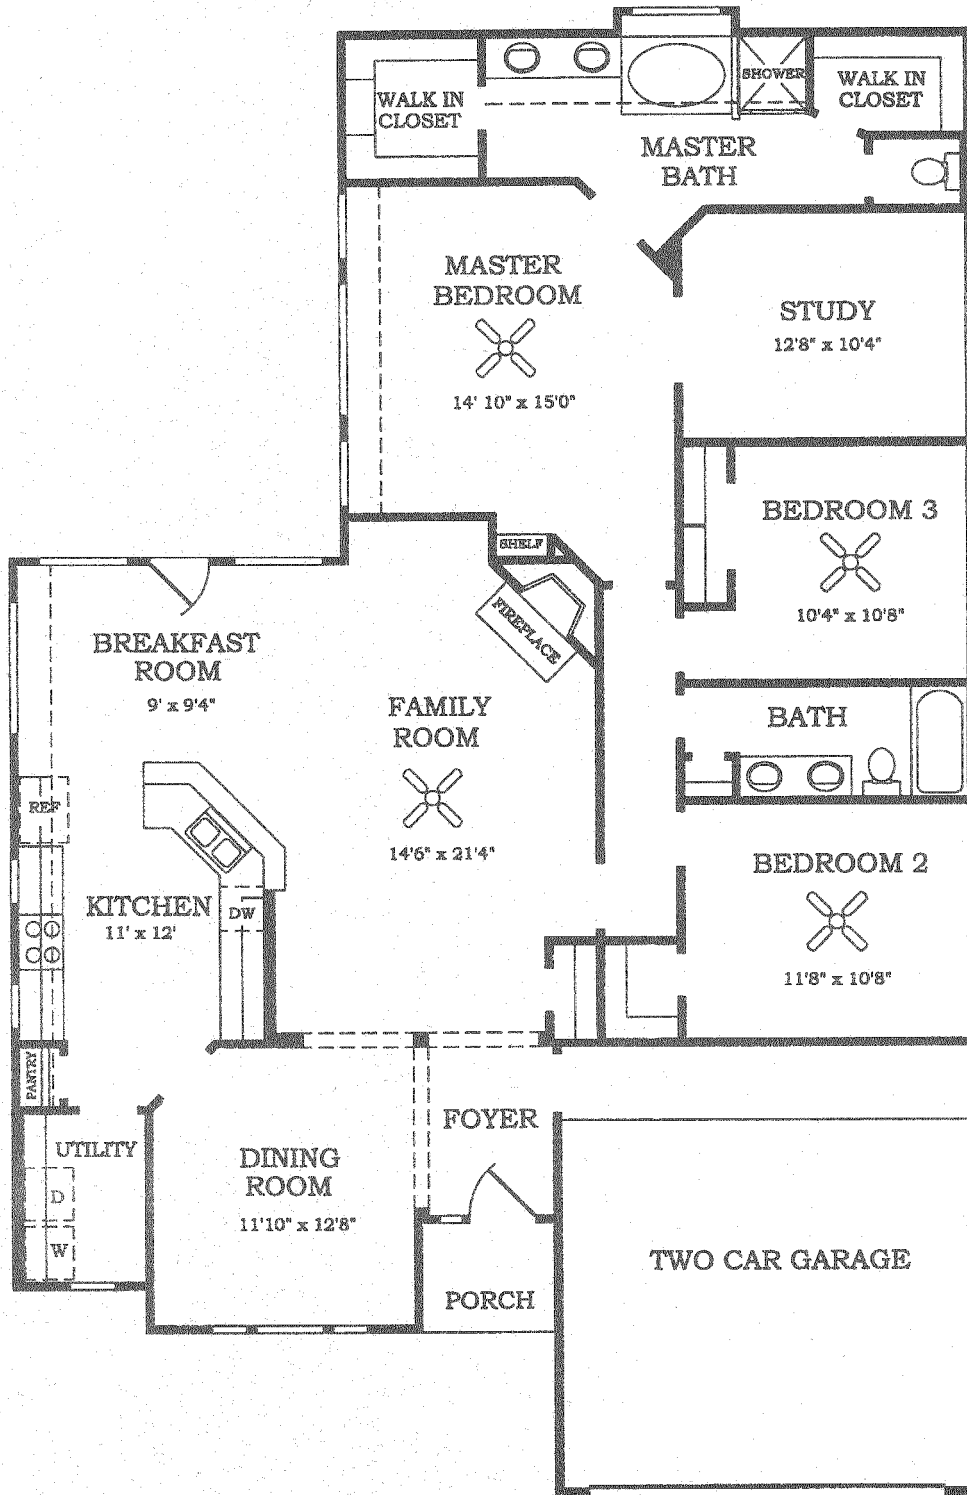 WALK IN
CLOSET
SHOWER
WALK IN
CLOSET
MASTER
BATH
MASTER
BEDROOM
14' 10" x 15'0"
STUDY
12'8" x 10'4"
BEDROOM 3
10'4" x 10'8"
SHELF
FIREPLACE
BREAKFAST
ROOM
9' x 9'4"
FAMILY
ROOM
14'6" x 21'4"
BATH
REF
KITCHEN
11' x 12'
DW
BEDROOM 2
11'8" x 10'8"
PANTRY
UTILITY
D
W
DINING
ROOM
11'10" x 12'8"
FOYER
PORCH
TWO CAR GARAGE